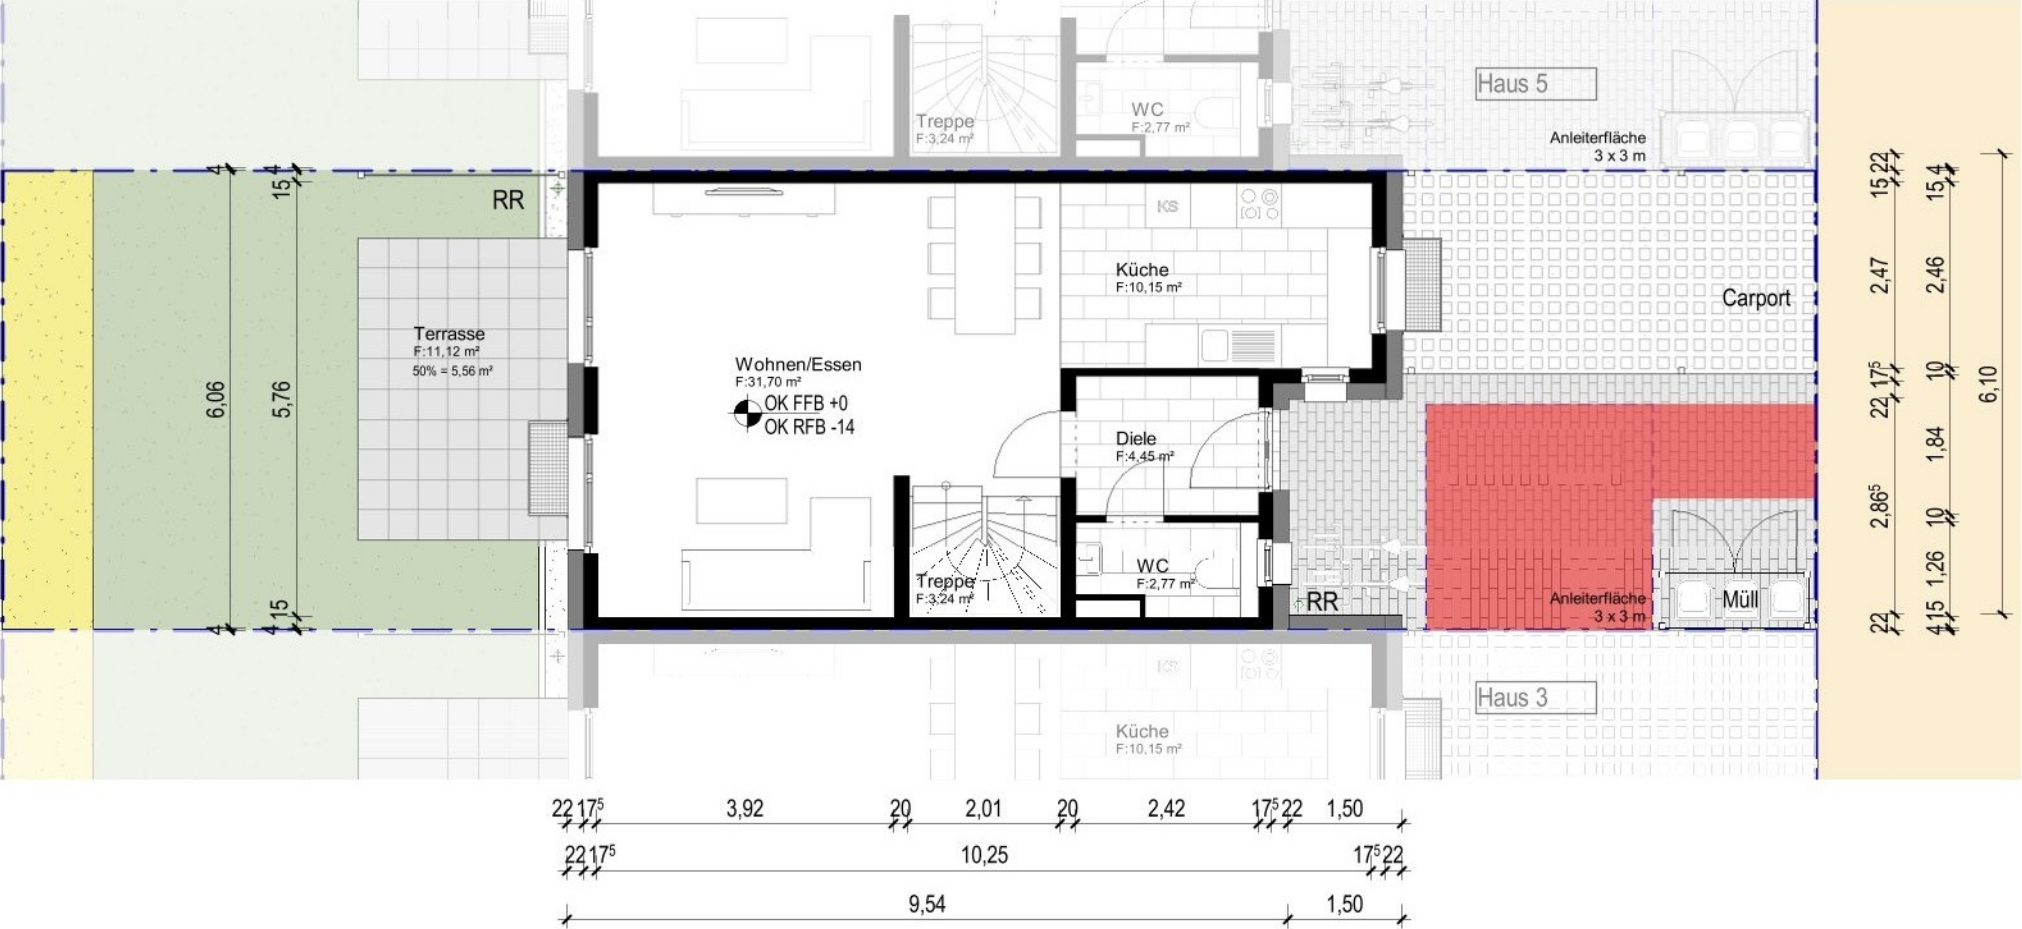 Haus 5
Treppe
F:3,24 m²
WC
F:2,77 m²
Anleiterfläche
3 x 3 m
RR
KS
Küche
F:10,15 m²
Carport
Terrasse
F:11,12 m²
50% = 5,56 m²
Wohnen/Essen
F:31,70 m²
OK FFB +0
OK RFB -14
Diele
F:4,45 m²
WC
F:2,77 m²
Treppe
F:3,24 m²
RR
Anleiterfläche
3 x 3 m
Müll
KS
Haus 3
Küche
F:10,15 m²
4
6,06
4
4
15
5,76
15
4
22
15
2,47
17⁵
22
2,86⁵
22
4
15
2,46
10
1,84
10
1,26
15
4
6,10
22 17⁵ 3,92 20 2,01 20 2,42 17⁵ 22 1,50
22 17⁵ 10,25 17⁵ 22
9,54 1,50